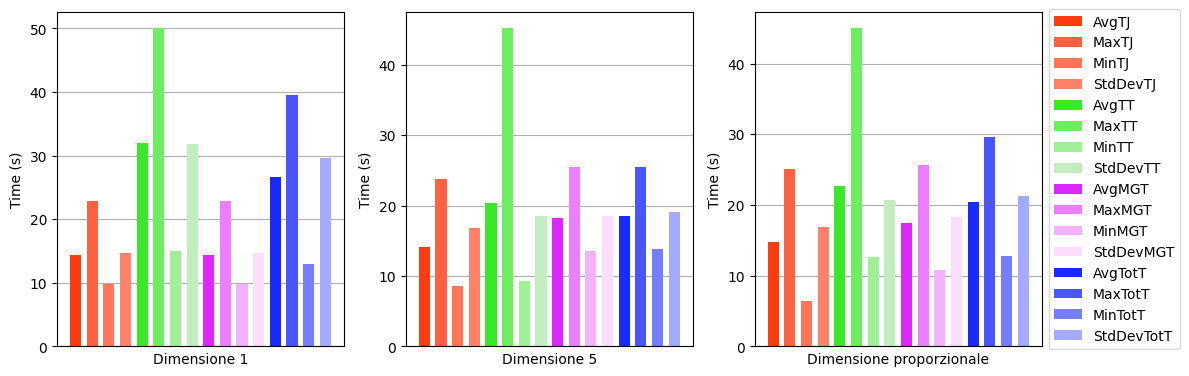 Time (s)
50
40
30
20
10
0
Dimensione 1
Time (s)
40
30
20
10
0
Dimensione 5
Time (s)
40
30
20
10
0
Dimensione proporzionale
AvgTJ
MaxTJ
MinTJ
StdDevTJ
AvgTT
MaxTT
MinTT
StdDevTT
AvgMGT
MaxMGT
MinMGT
StdDevMGT
AvgTotT
MaxTotT
MinTotT
StdDevTotT